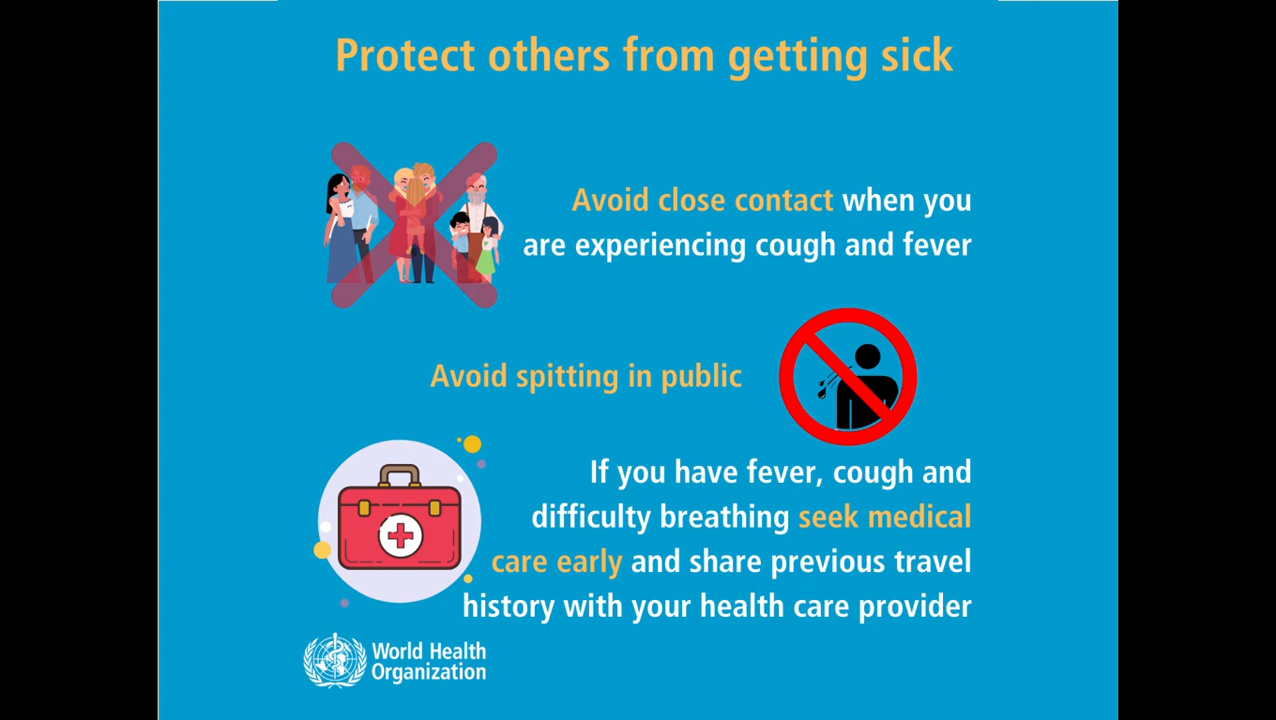 Protect others from getting sick
Avoid close contact when you
are experiencing cough and fever
Avoid spitting in public
If you have fever, cough and
difficulty breathing seek medical
care early and share previous travel
history with your health care provider
World Health
Organization